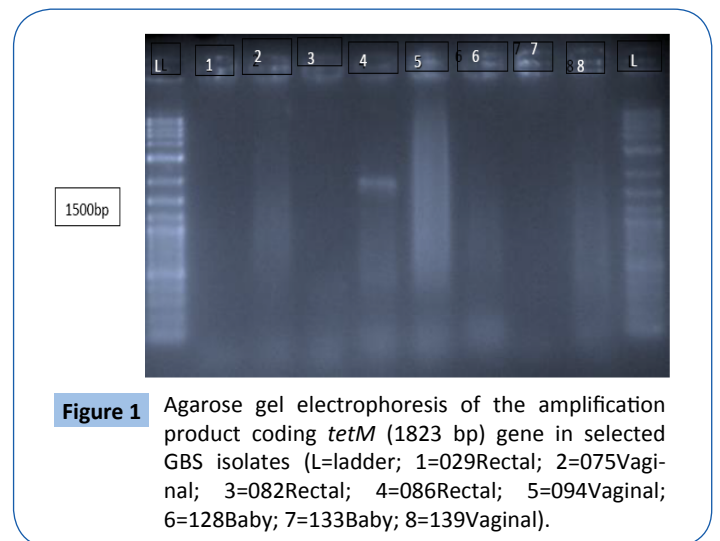 L 1 2 3 4 5 6 6 7 7 8 8 L
1500bp
Figure 1 Agarose gel electrophoresis of the amplification
product coding tetM (1823 bp) gene in selected
GBS isolates (L=ladder; 1=029Rectal; 2=075Vagi-
nal; 3=082Rectal; 4=086Rectal; 5=094Vaginal;
6=128Baby; 7=133Baby; 8=139Vaginal).